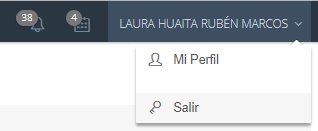 38 4 LAURA HUAITA RUBÉN MARCOS
Mi Perfil
Salir